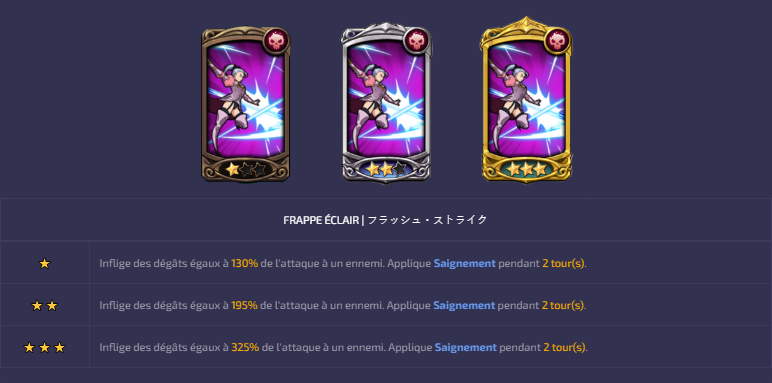 FRAPPE ÉCLAIR | フラッシュ・ストライク
Inflige des dégâts égaux à 130% de l'attaque à un ennemi. Applique Saignement pendant 2 tour(s).
Inflige des dégâts égaux à 195% de l'attaque à un ennemi. Applique Saignement pendant 2 tour(s).
Inflige des dégâts égaux à 325% de l'attaque à un ennemi. Applique Saignement pendant 2 tour(s).